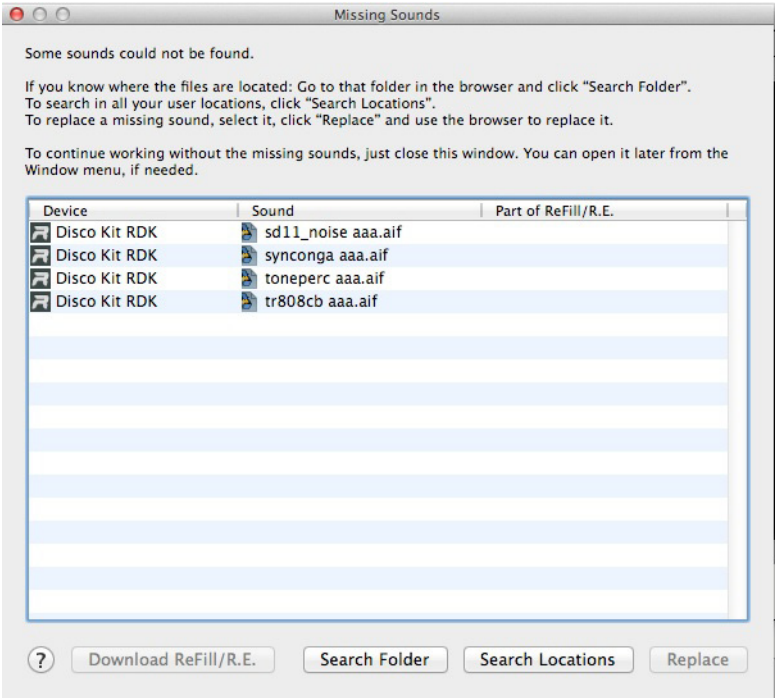 Missing Sounds
Some sounds could not be found.
If you know where the files are located: Go to that folder in the browser and click “Search Folder”.
To search in all your user locations, click “Search Locations”.
To replace a missing sound, select it, click “Replace” and use the browser to replace it.
To continue working without the missing sounds, just close this window. You can open it later from the
Window menu, if needed.
Device Sound Part of ReFill/R.E.
Disco Kit RDK sd11_noise aaa.aif
Disco Kit RDK synconga aaa.aif
Disco Kit RDK toneperc aaa.aif
Disco Kit RDK tr808cb aaa.aif
? Download ReFill/R.E. Search Folder Search Locations Replace